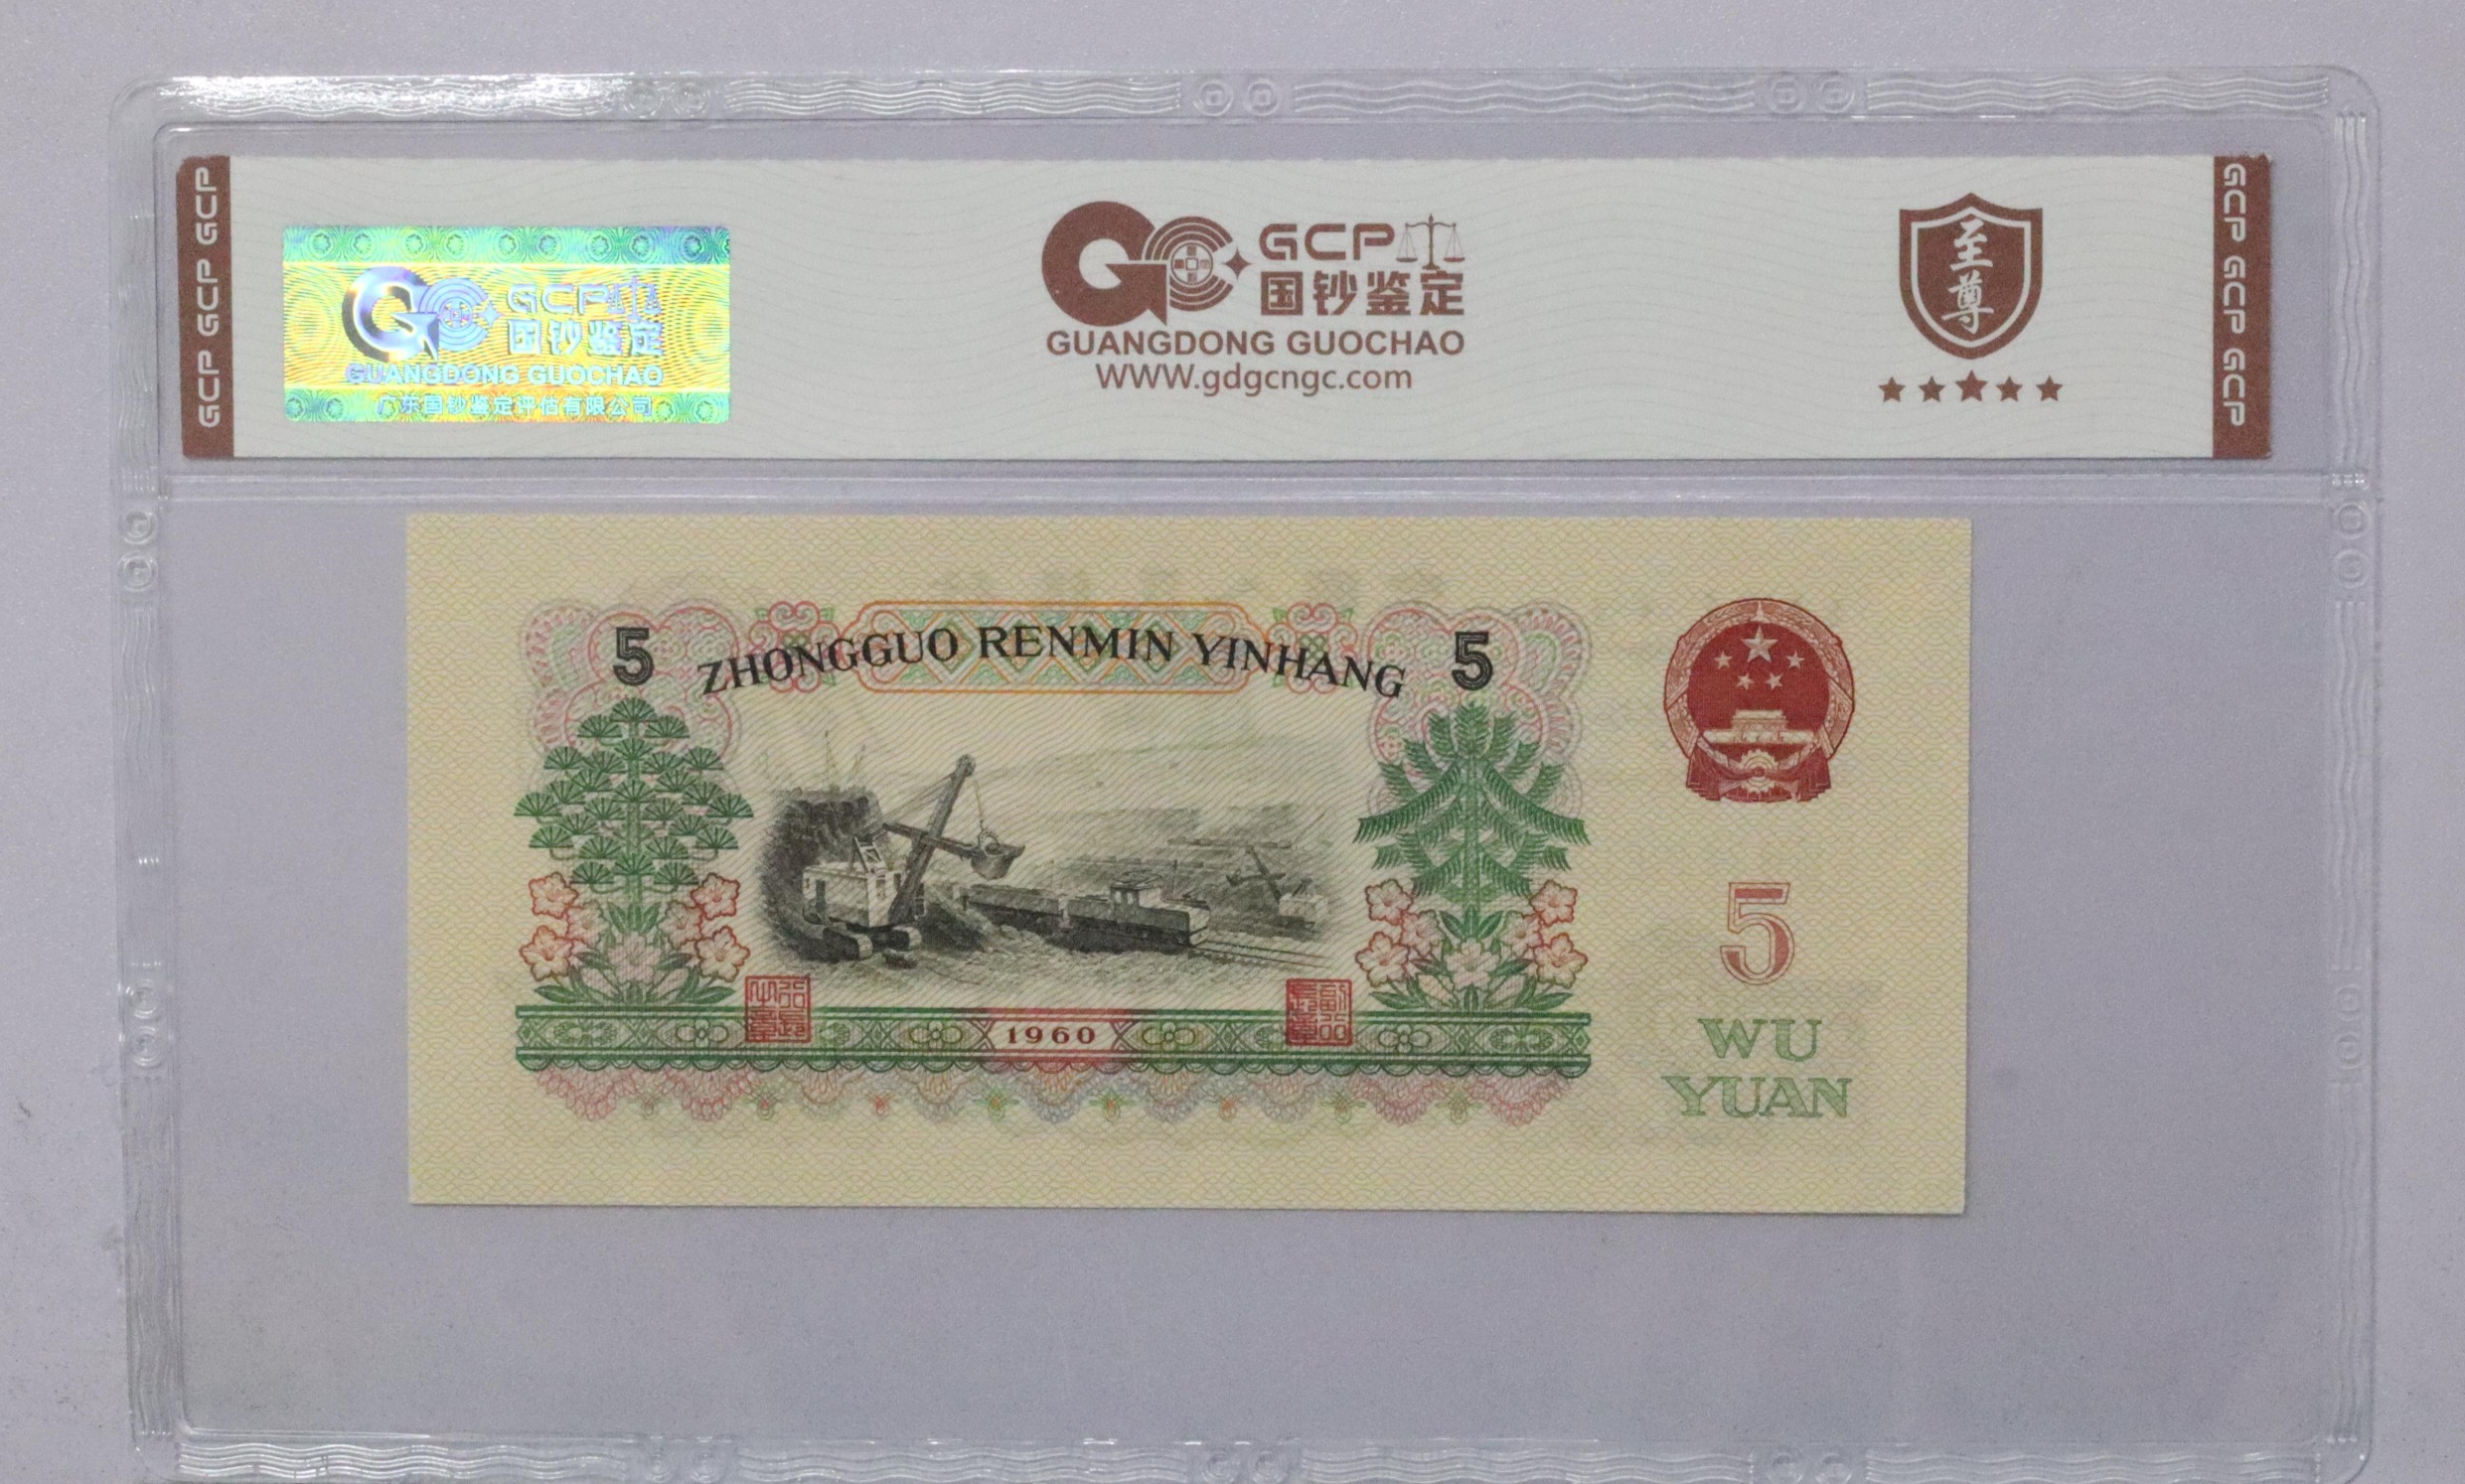 GCP GCP GCP
GCP
国钞鉴定
GUANGDONG GUOCHAO
广东国钞鉴定评估有限公司
GCP
国钞鉴定
GUANGDONG GUOCHAO
WWW.gdgcngc.com
至尊
GCP GCP GCP
5 ZHONGGUO RENMIN YINHANG 5
1960
5
WU
YUAN